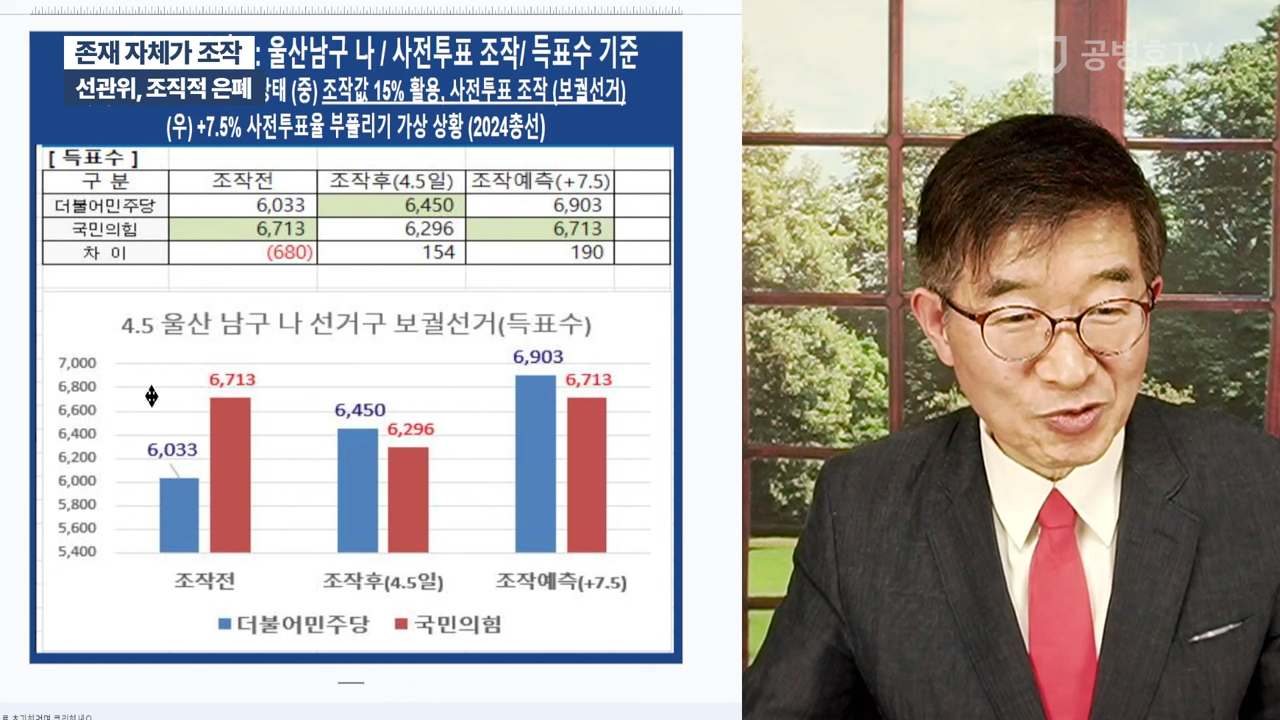 존재 자체가 조작 : 울산남구 나 / 사전투표 조작/ 득표수 기준
선관위, 조직적 은폐 상태 (중) 조작값 15% 활용, 사전투표 조작 (보궐선거)
(우) +7.5% 사전투표율 부풀리기 가상 상황 (2024총선)
[ 득표수 ]
구 분 조작전 조작후(4.5일) 조작예측(+7.5)
더불어민주당 6,033 6,450 6,903
국민의힘 6,713 6,296 6,713
차 이 (680) 154 190
4.5 울산 남구 나 선거구 보궐선거(득표수)
7,000
6,800
6,600
6,400
6,200
6,000
5,800
5,600
5,400
6,033 6,713
6,450 6,296
6,903 6,713
조작전 조작후(4.5일) 조작예측(+7.5)
더불어민주당 국민의힘
공병호TV